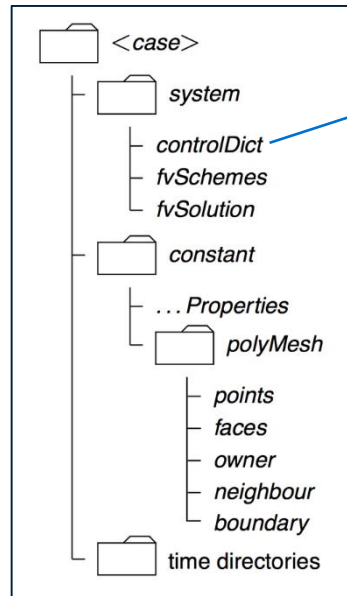 <case>
system
controlDict
fvSchemes
fvSolution
constant
...Properties
polyMesh
points
faces
owner
neighbour
boundary
time directories